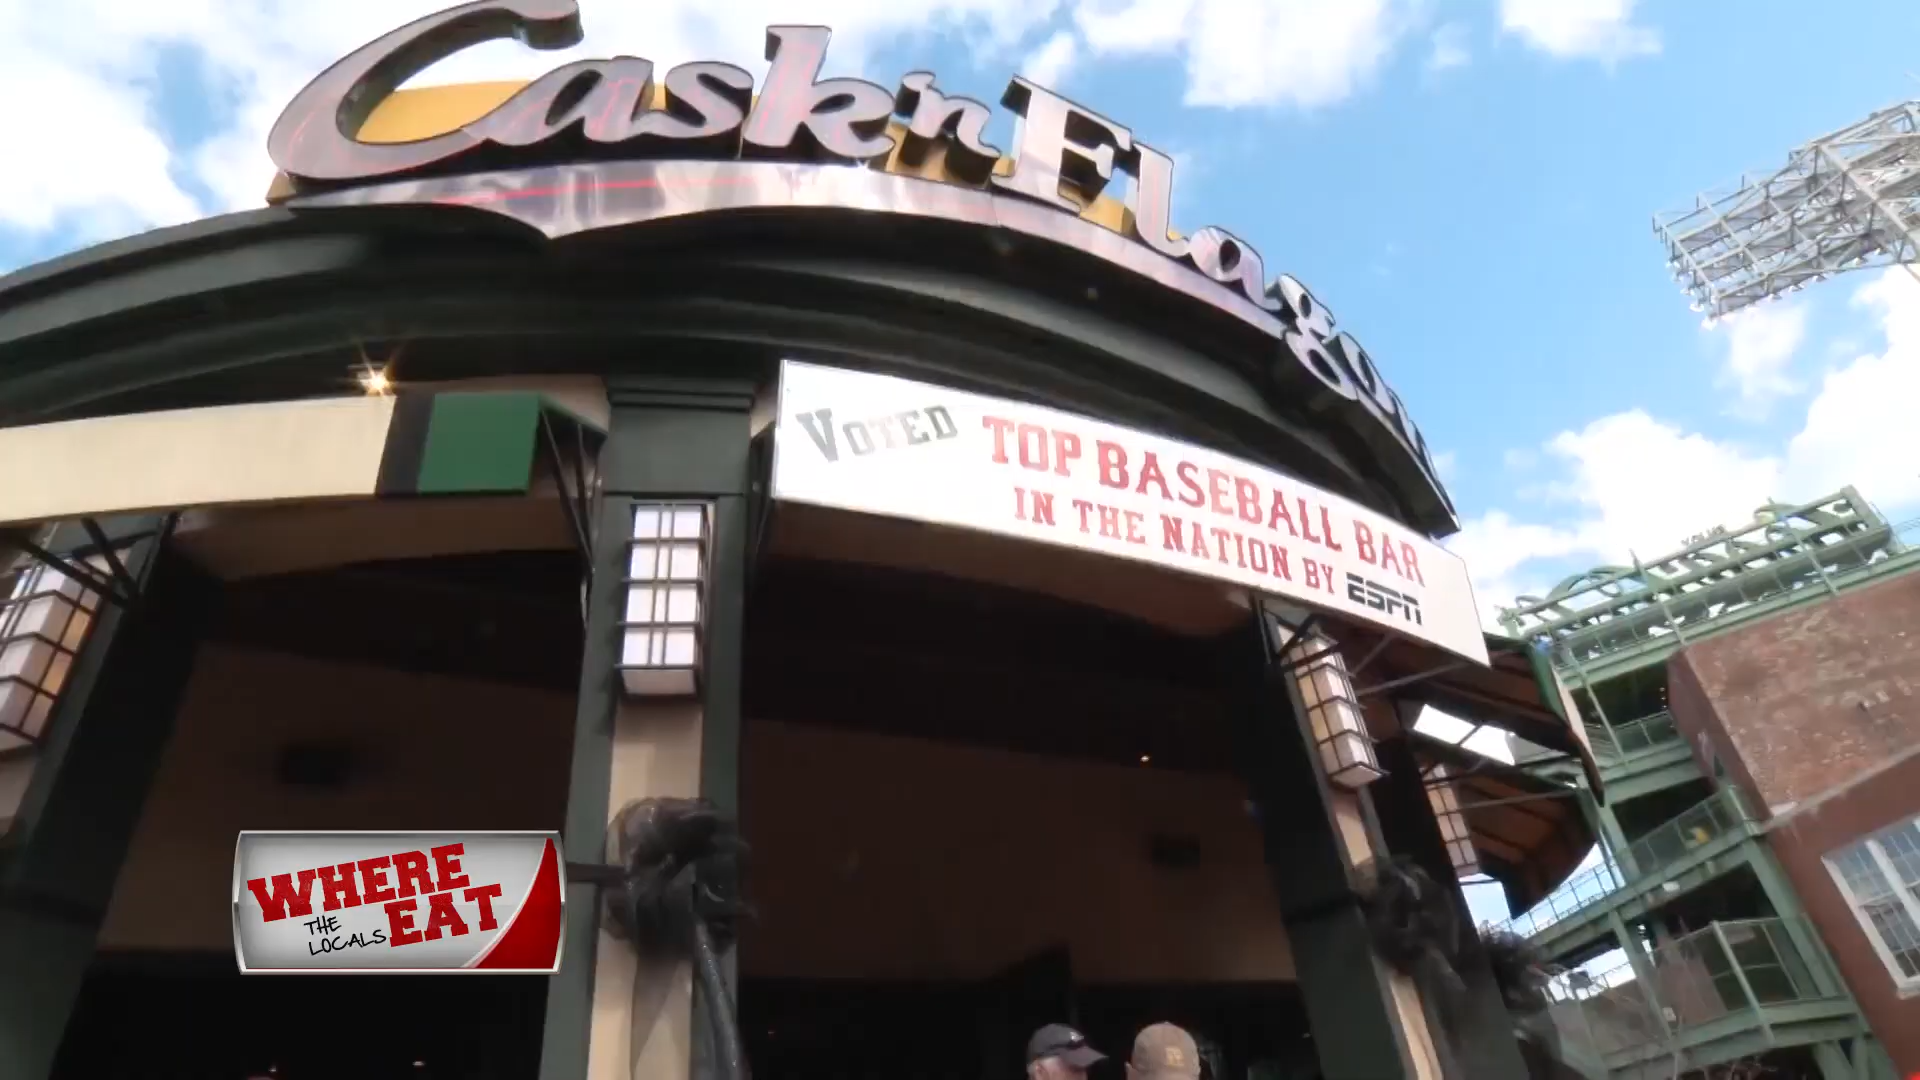 Cask'n Flagon
VOTED TOP BASEBALL BAR
IN THE NATION BY ESPN
WHERE
THE
LOCALS EAT